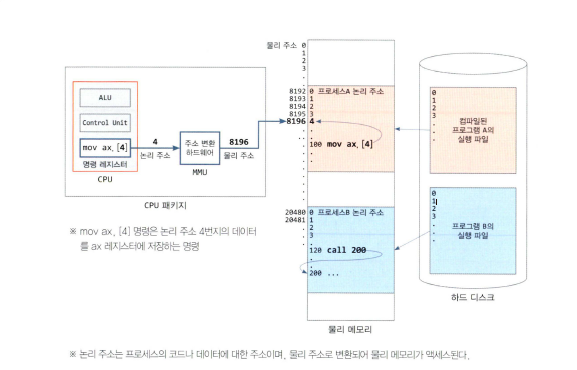 물리 주소 0
1
2
3
.
.
8192 0 프로세스A 논리 주소
8193 1
8194 2
8195 3
8196 4
.
.
100 mov ax, [4]
.
.
20480 0 프로세스B 논리 주소
20481 1
2
3
.
120 call 200
.
200 ...
물리 메모리
ALU
Control Unit
mov ax, [4]
명령 레지스터
CPU
4
논리 주소
주소 변환
하드웨어
MMU
8196
물리 주소
CPU 패키지
※ mov ax, [4] 명령은 논리 주소 4번지의 데이터
를 ax 레지스터에 저장하는 명령
0
1
2
3
.
.
.
컴파일된
프로그램 A의
실행 파일
0
1
2
3
.
.
.
프로그램 B의
실행 파일
하드 디스크
※ 논리 주소는 프로세스의 코드나 데이터에 대한 주소이며, 물리 주소로 변환되어 물리 메모리가 액세스된다.